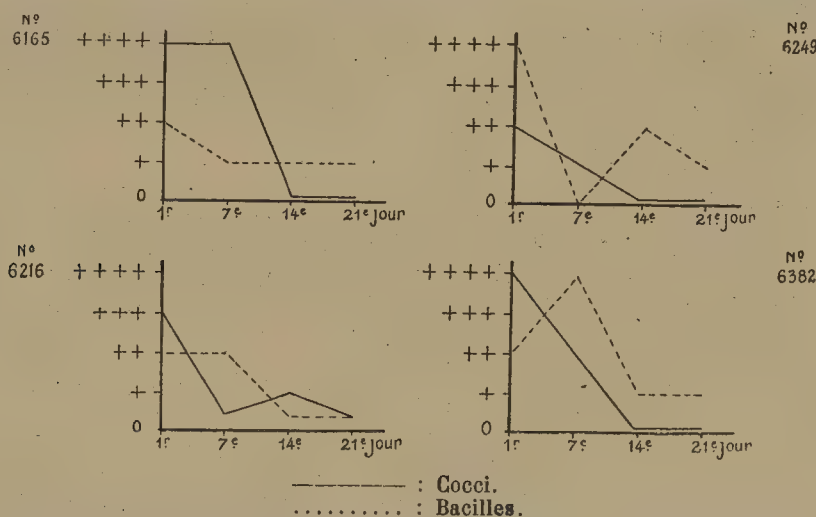 Nº
6165
++++
+++
++
+
0
1ʳ 7ᵉ 14ᵉ 21ᵉ jour
Nº
6249
++++
+++
++
+
0
1ʳ 7ᵉ 14ᵉ 21ᵉ jour
Nº
6216
++++
+++
++
+
0
1ʳ 7ᵉ 14ᵉ 21ᵉ jour
Nº
6382
++++
+++
++
+
0
1ʳ 7ᵉ 14ᵉ 21ᵉ jour
: Cocci.
: Bacilles.